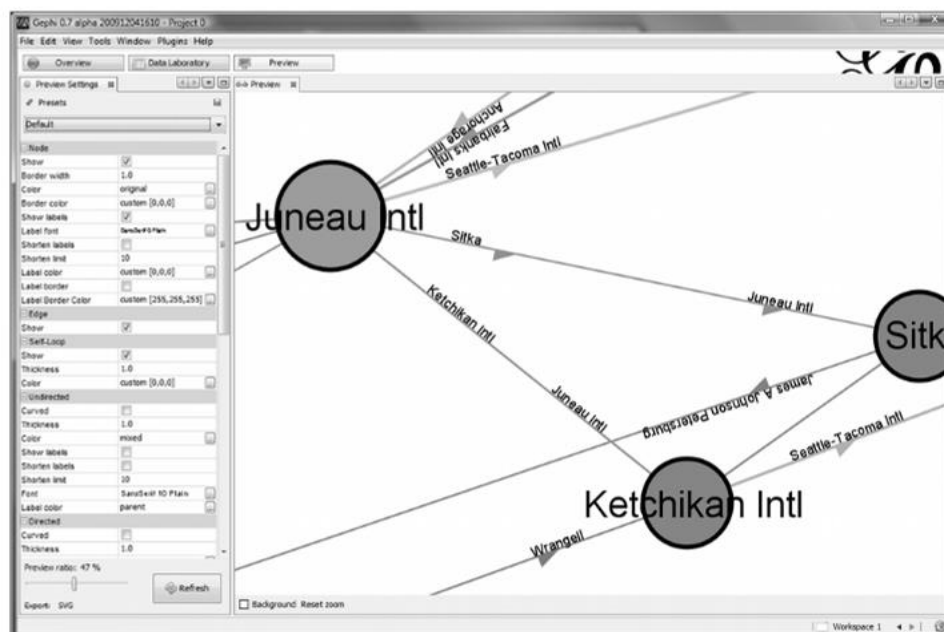 Gephi 0.7 alpha 200912041610 - Project 0
File Edit View Tools Window Plugins Help
Overview Data Laboratory Preview
Preview Settings
Preview
Presets
Default
Node
Show
Border width 1.0
Color original
Border color custom [0,0,0]
Show labels
Label font SansSerif 10 Plain
Shorten labels
Shorten limit 10
Label color custom [0,0,0]
Label border
Label Border Color custom [255,255,255]
Edge
Show
Self-Loop
Show
Thickness 1.0
Color custom [0,0,0]
Undirected
Curved
Thickness 1.0
Color mixed
Show labels
Shorten labels
Shorten limit 10
Font SansSerif 10 Plain
Label color parent
Directed
Curved
Thickness 1.0
Preview ratio: 47 %
Refresh
Export: SVG
Anchorage Intl
Fairbanks Intl
Seattle-Tacoma Intl
Juneau Intl
Sitka
Ketchikan Intl
Juneau Intl
Sitk
James A Johnson Petersburg
Juneau Intl
Seattle-Tacoma Intl
Ketchikan Intl
Wrangell
Background Reset zoom
Workspace 1